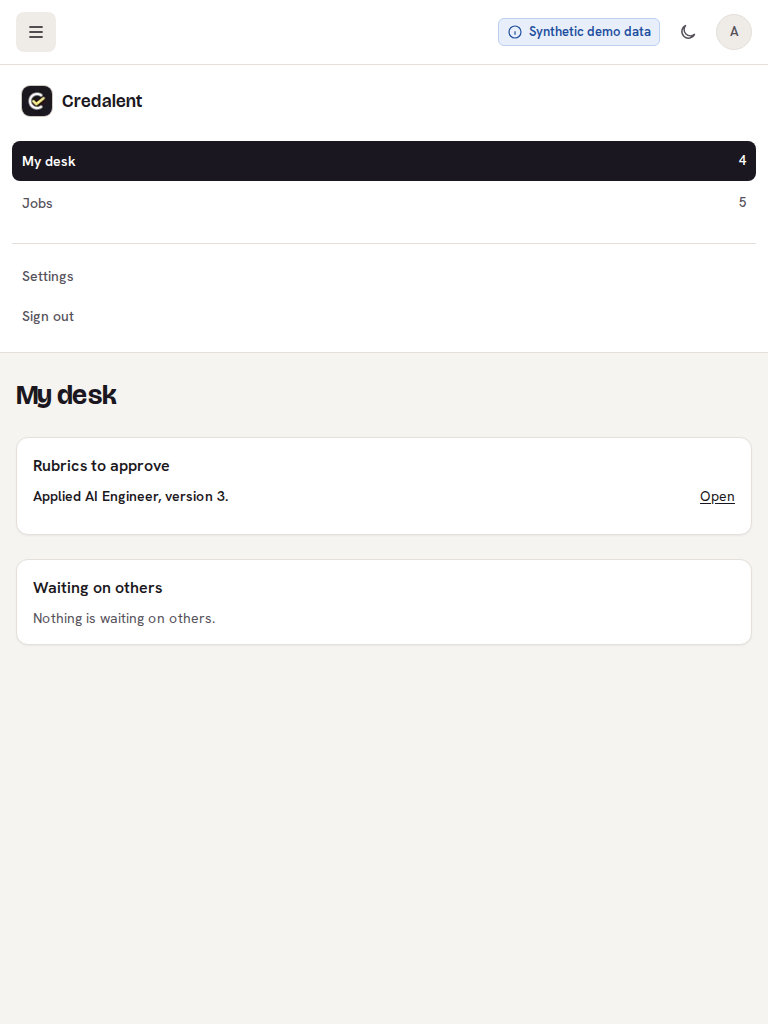 Synthetic demo data
A
Credalent
My desk 4
Jobs 5
Settings
Sign out
My desk
Rubrics to approve
Applied AI Engineer, version 3. Open
Waiting on others
Nothing is waiting on others.